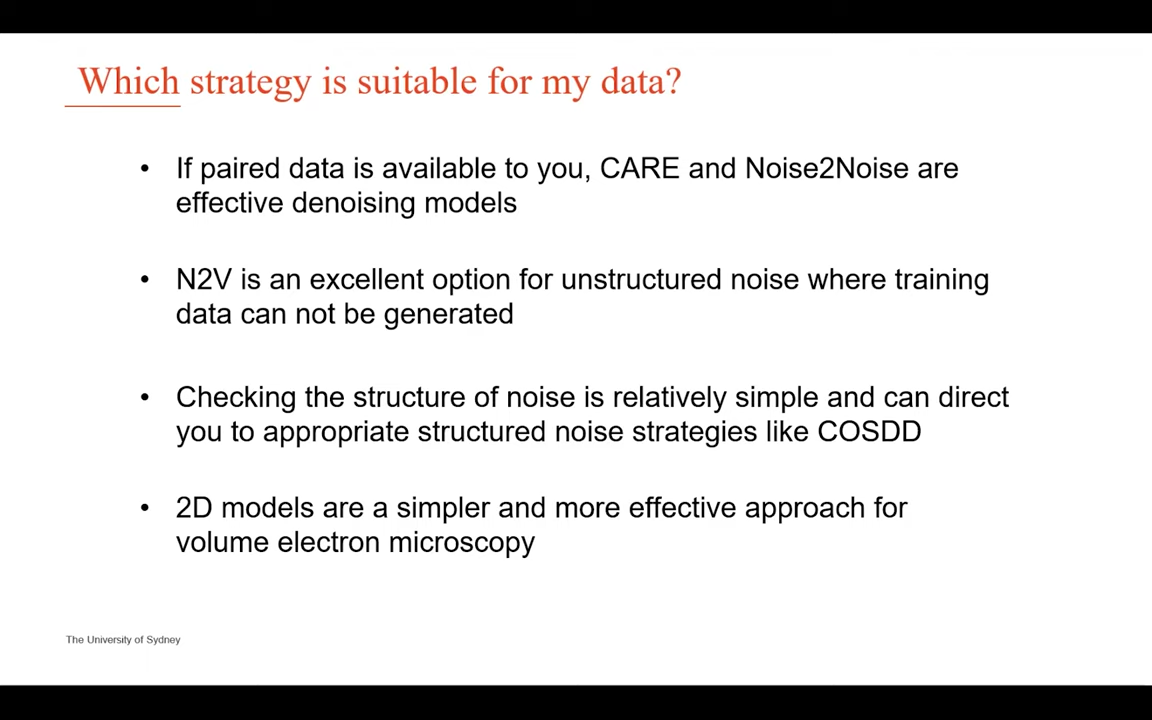 Which strategy is suitable for my data?
• If paired data is available to you, CARE and Noise2Noise are
effective denoising models
• N2V is an excellent option for unstructured noise where training
data can not be generated
• Checking the structure of noise is relatively simple and can direct
you to appropriate structured noise strategies like COSDD
• 2D models are a simpler and more effective approach for
volume electron microscopy
The University of Sydney